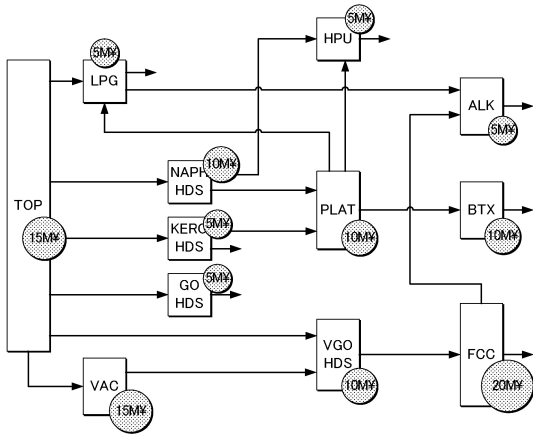 5M¥
HPU
5M¥
LPG
ALK
5M¥
NAPH
HDS
10M¥
TOP
15M¥
KERO
HDS
5M¥
PLAT
10M¥
BTX
10M¥
GO
HDS
5M¥
VGO
HDS
10M¥
FCC
20M¥
VAC
15M¥